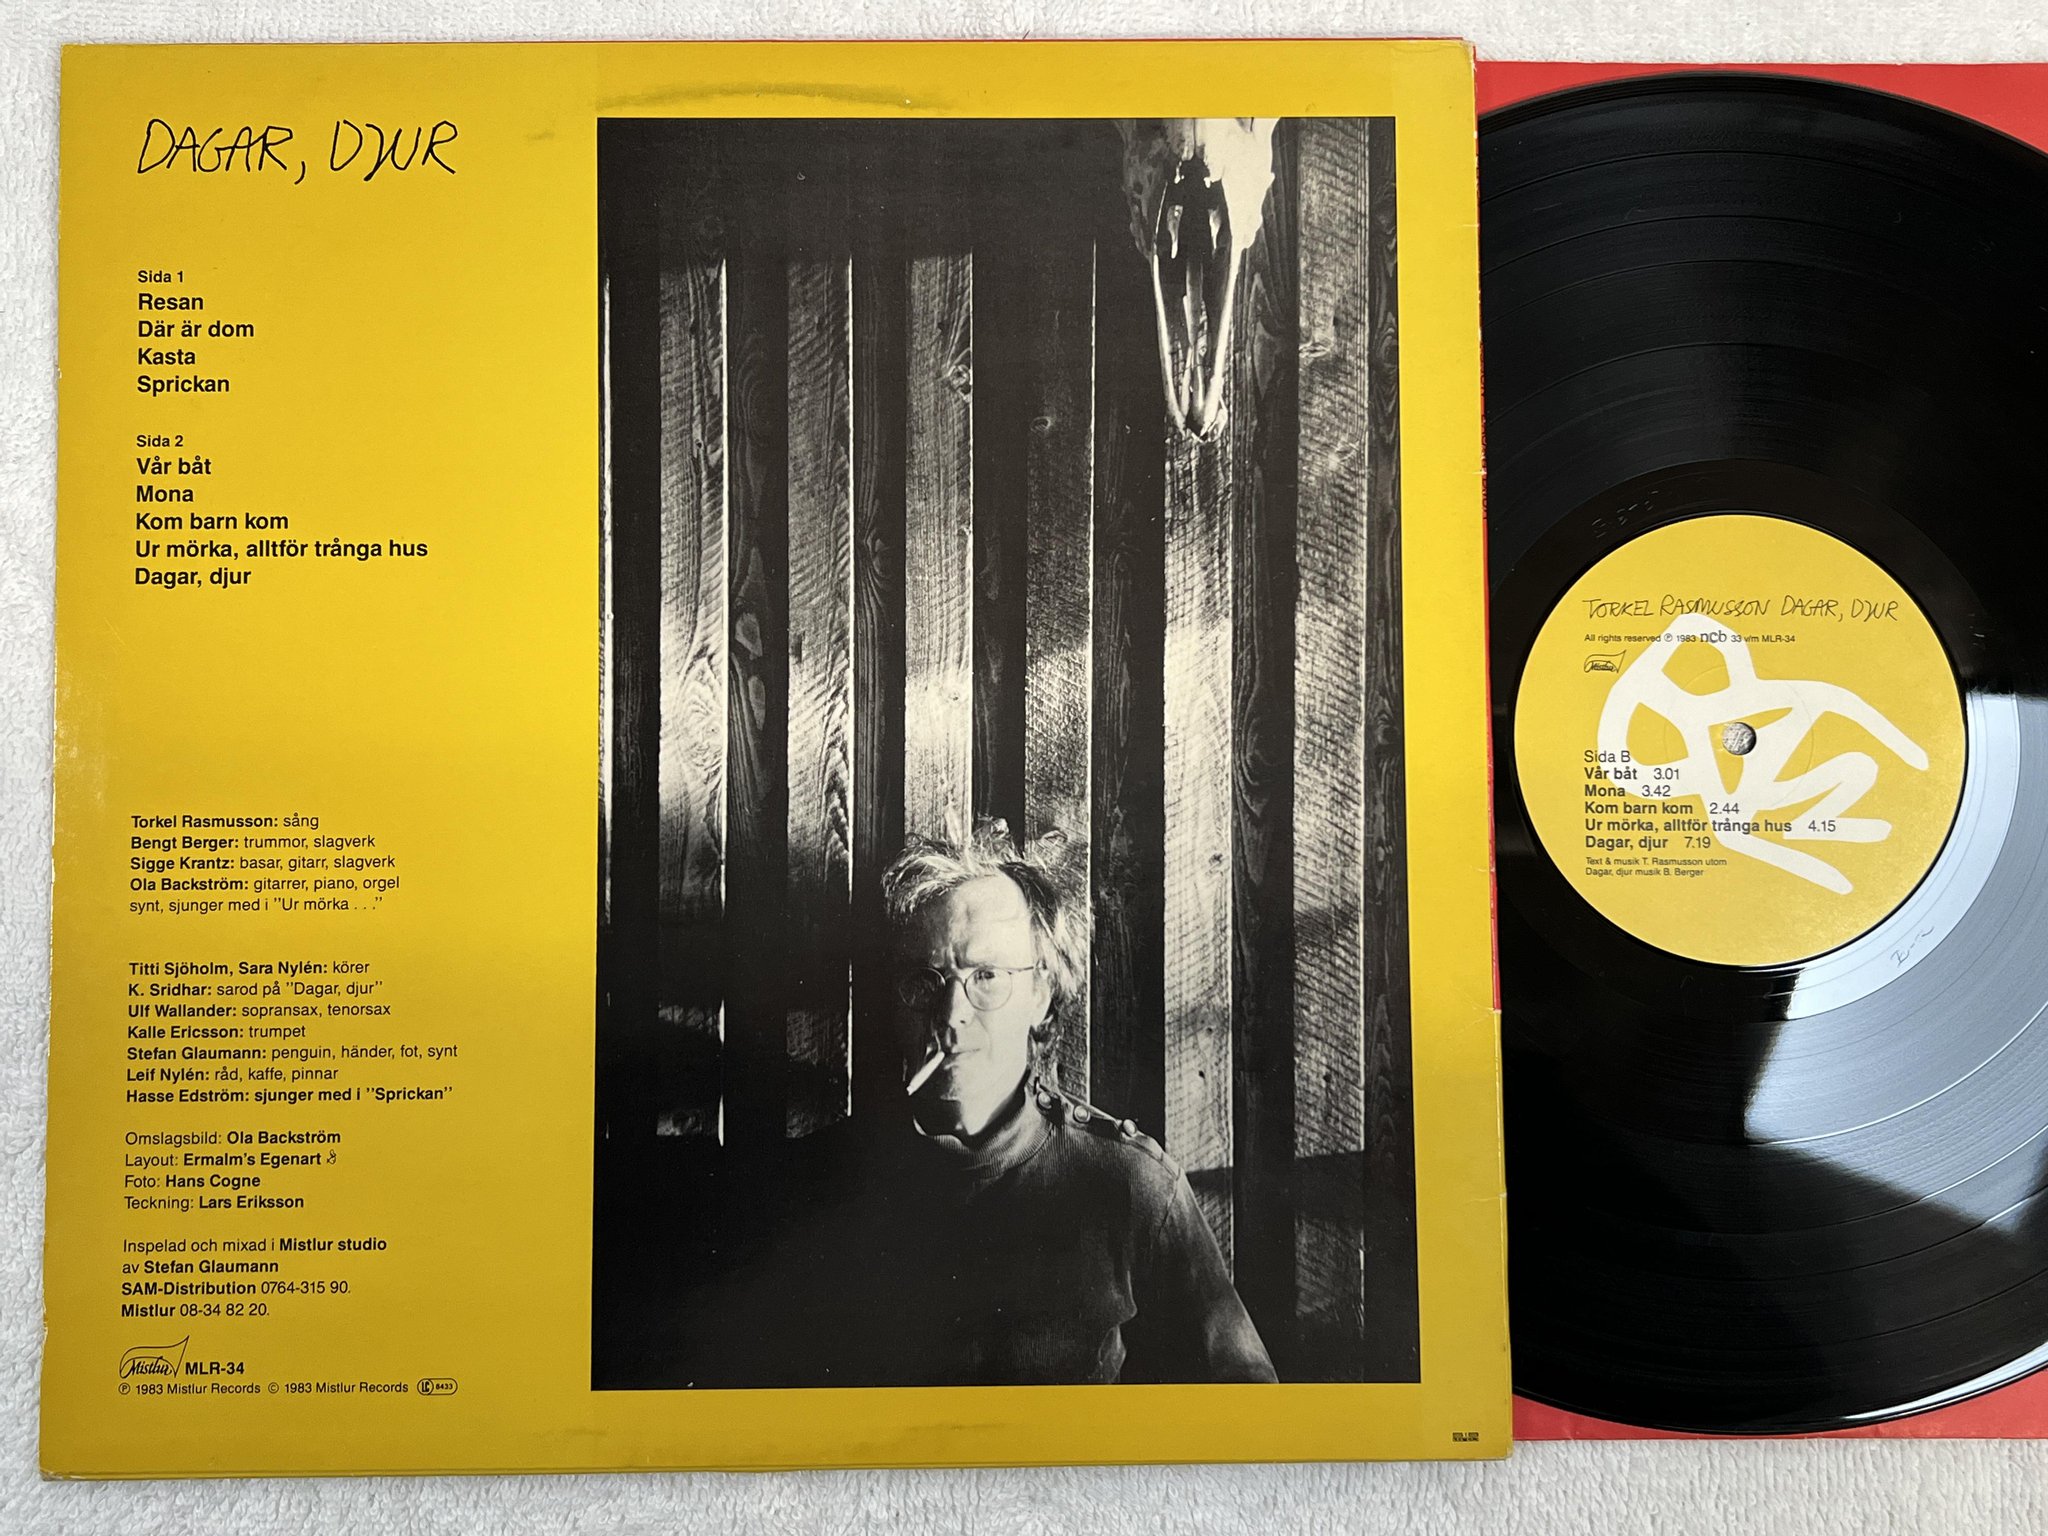 DAGAR, DJUR
Sida 1
Resan
Där är dom
Kasta
Sprickan
Sida 2
Vår båt
Mona
Kom barn kom
Ur mörka, alltför trånga hus
Dagar, djur
Torkel Rasmusson: sång
Bengt Berger: trummor, slagverk
Sigge Krantz: basar, gitarr, slagverk
Ola Backström: gitarrer, piano, orgel
synt, sjunger med i ”Ur mörka . . .”
Titti Sjöholm, Sara Nylén: körer
K. Sridhar: sarod på ”Dagar, djur”
Ulf Wallander: sopransax, tenorsax
Kalle Ericsson: trumpet
Stefan Glaumann: penguin, händer, fot, synt
Leif Nylén: råd, kaffe, pinnar
Hasse Edström: sjunger med i ”Sprickan”
Omslagsbild: Ola Backström
Layout: Ermalm’s Egenart
Foto: Hans Cogne
Teckning: Lars Eriksson
Inspelad och mixad i Mistlur studio
av Stefan Glaumann
SAM-Distribution 0764-315 90.
Mistlur 08-34 82 20.
Mistlur MLR-34
℗ 1983 Mistlur Records © 1983 Mistlur Records LC 8433
TORKEL RASMUSSON DAGAR, DJUR
All rights reserved ℗ 1983 ncb 33 v/m MLR-34
Mistlur
Sida B
Vår båt 3.01
Mona 3.42
Kom barn kom 2.44
Ur mörka, alltför trånga hus 4.15
Dagar, djur 7.19
Text & musik T. Rasmusson utom
Dagar, djur musik B. Berger